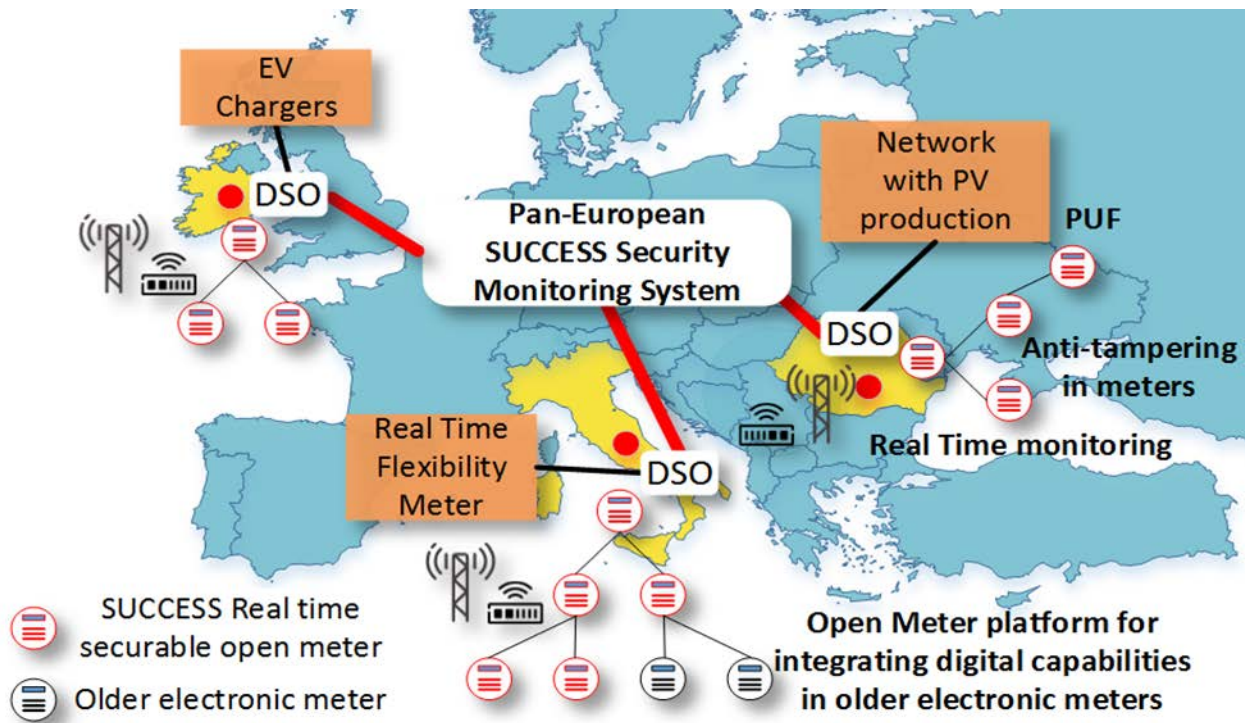 EV
Chargers
DSO
Pan-European
SUCCESS Security
Monitoring System
Network
with PV
production
PUF
DSO
Anti-tampering
in meters
Real Time monitoring
Real Time
Flexibility
Meter
DSO
SUCCESS Real time
securable open meter
Older electronic meter
Open Meter platform for
integrating digital capabilities
in older electronic meters